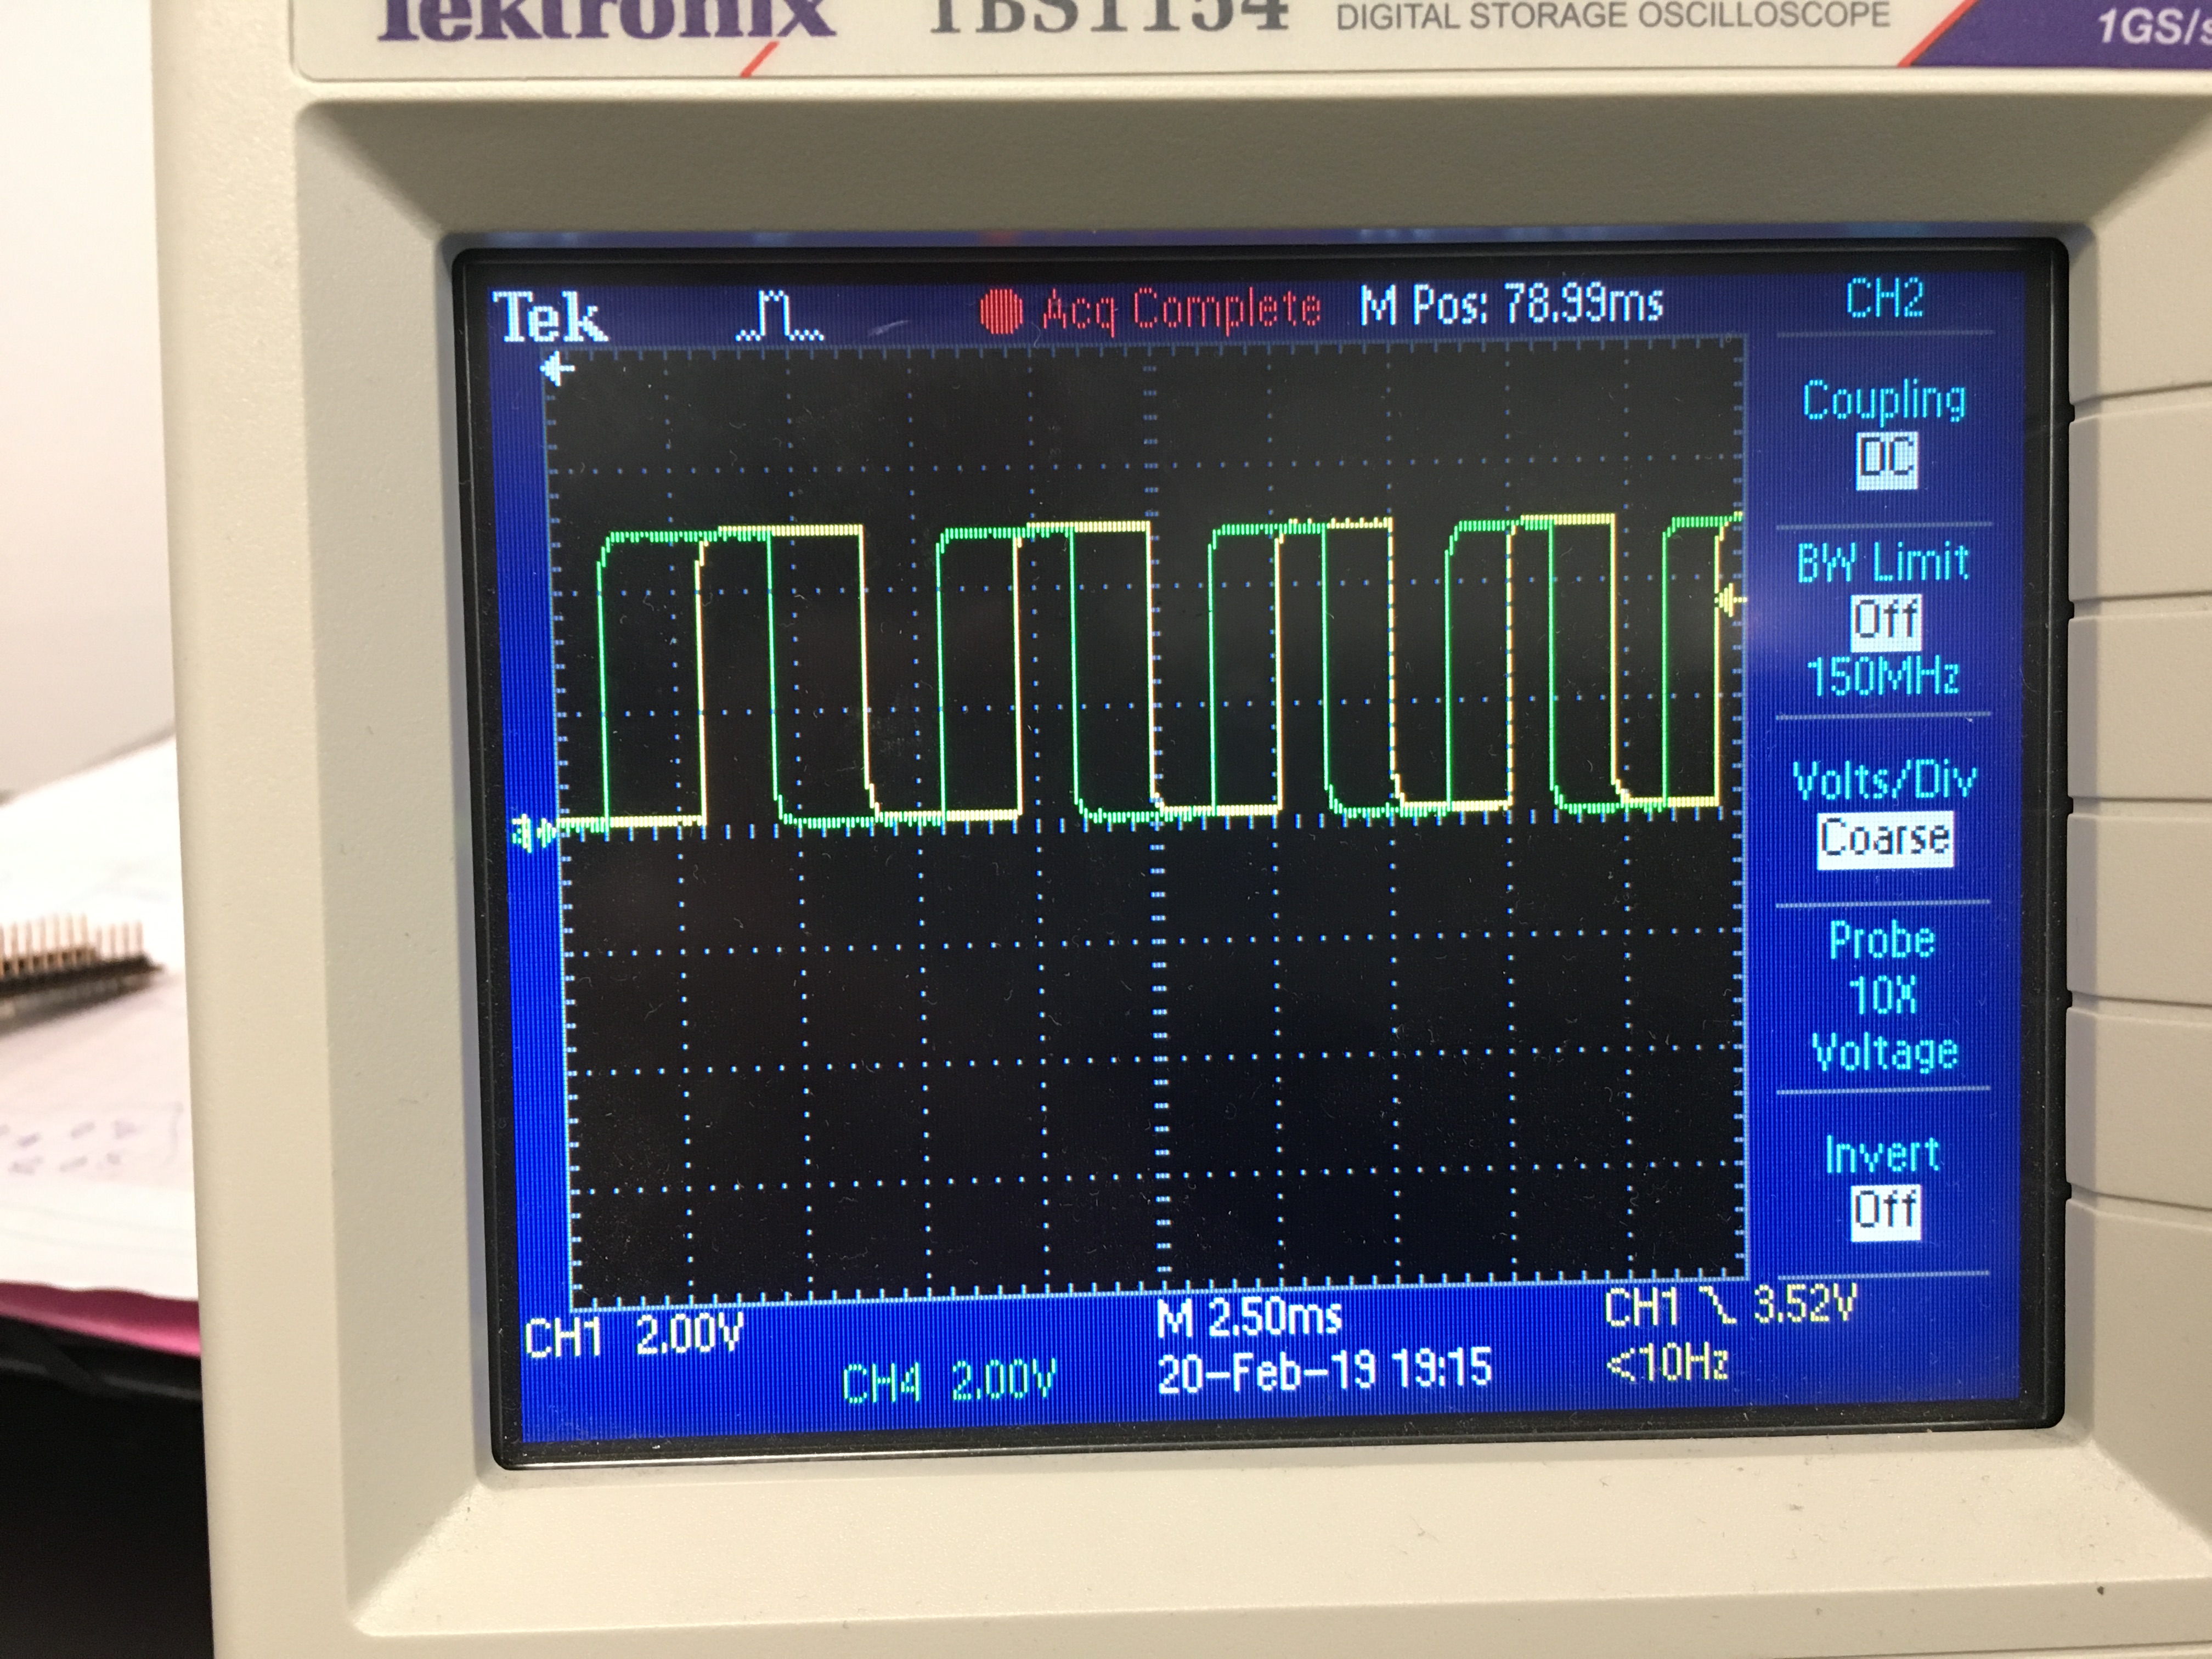 Tektronix TBS1154 DIGITAL STORAGE OSCILLOSCOPE 1GS/s
Tek Acq Complete M Pos: 78.99ms CH2
Coupling
DC
BW Limit
Off
150MHz
Volts/Div
Coarse
Probe
10X
Voltage
Invert
Off
CH1 2.00V M 2.50ms CH1 3.52V
CH4 2.00V 20-Feb-19 19:15 <10Hz